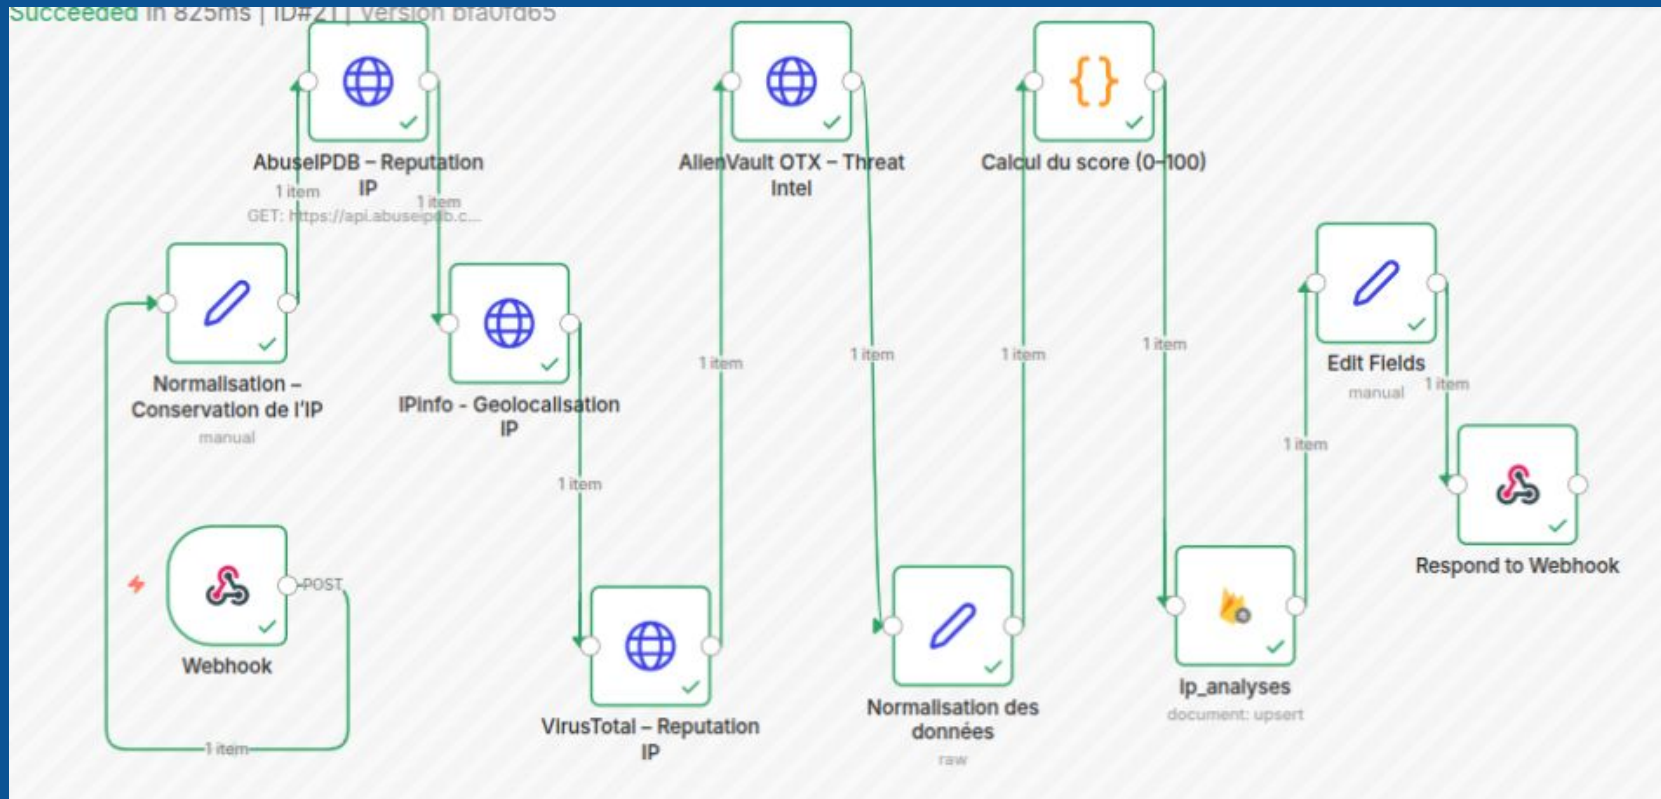 Succeeded in 825ms | ID#21 | Version bfa0fd65
AbuseIPDB – Reputation
IP
1 item
1 item
GET: https://api.abuseipdb.c...
Normalisation –
Conservation de l'IP
manual
IPinfo - Geolocalisation
IP
1 item
POST
Webhook
1 item
VirusTotal – Reputation
IP
1 item
AlienVault OTX – Threat
Intel
1 item
Normalisation des
données
raw
1 item
Calcul du score (0–100)
1 item
Ip_analyses
document: upsert
1 item
Edit Fields
manual
1 item
Respond to Webhook